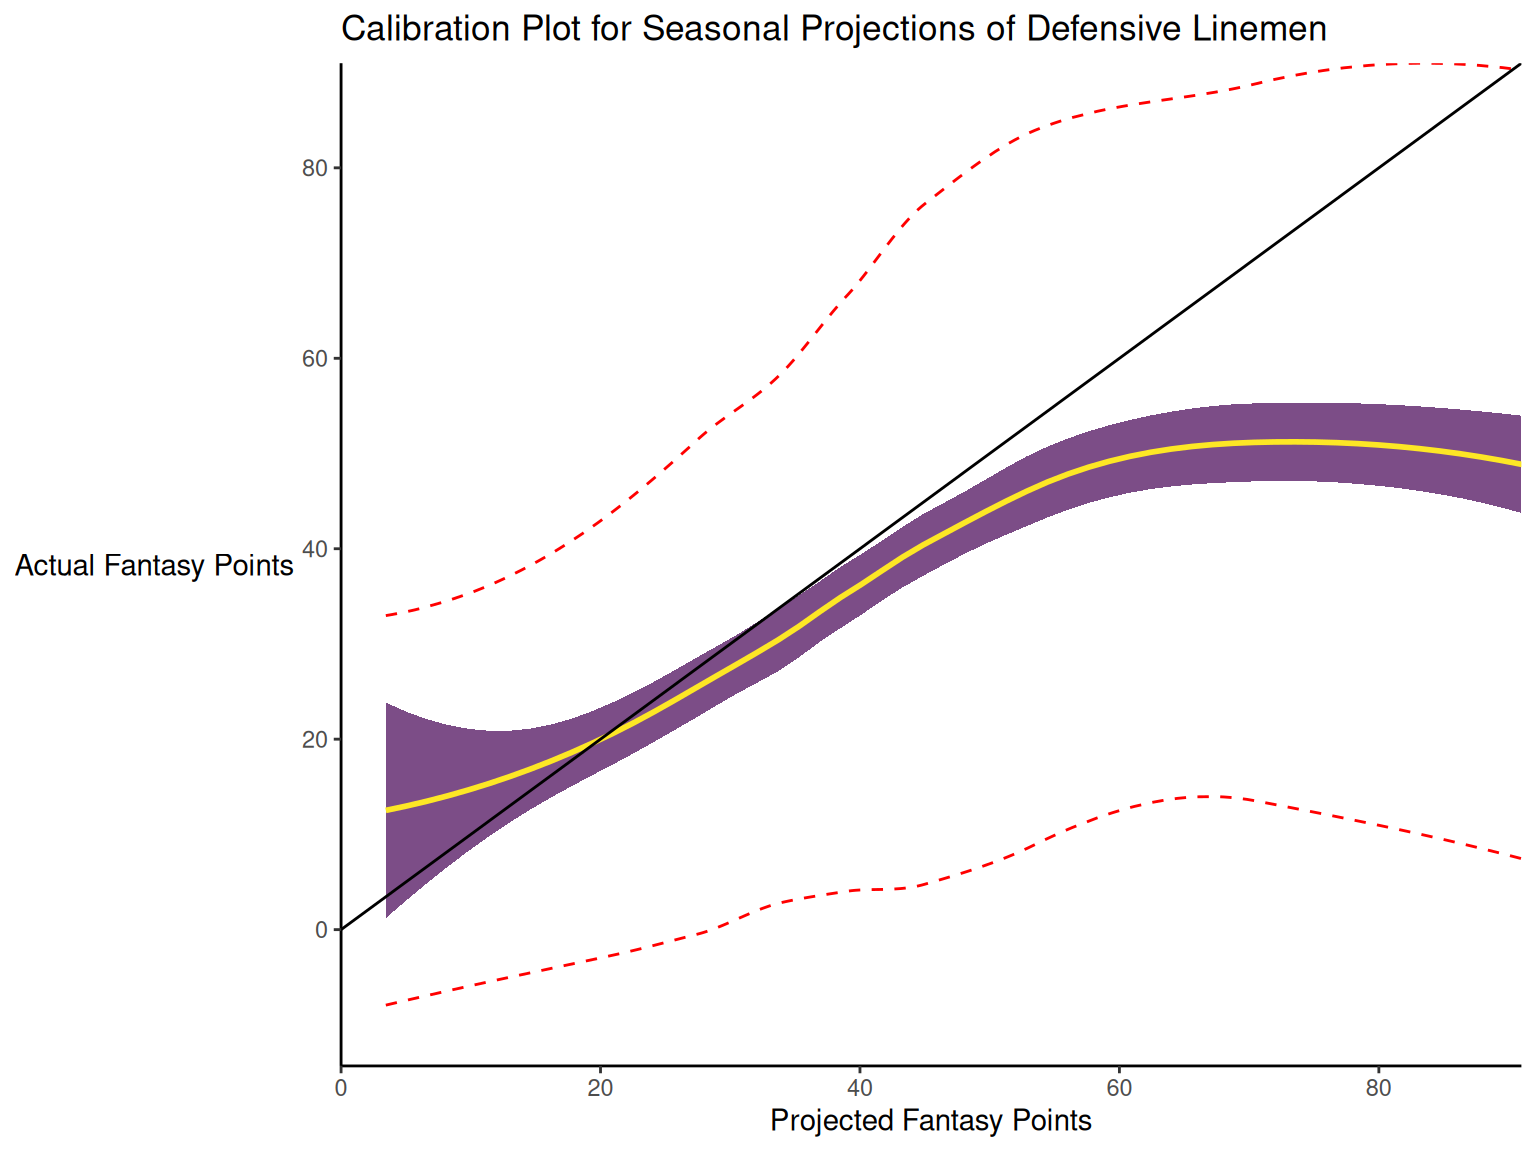 Calibration Plot for Seasonal Projections of Defensive Linemen
80
60
Actual Fantasy Points
40
20
0
0 20 40 60 80
Projected Fantasy Points